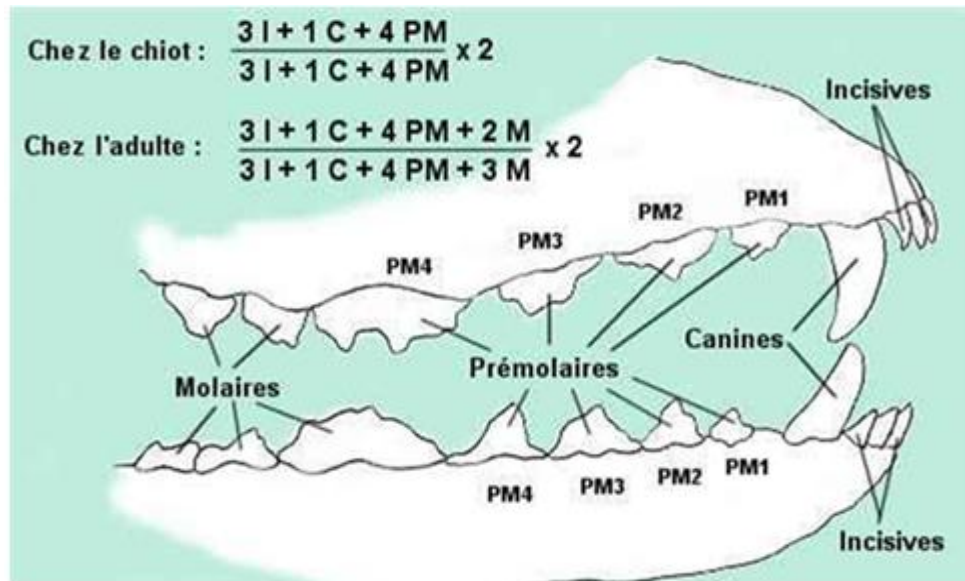 Chez le chiot : 3 I + 1 C + 4 PM x 2
3 I + 1 C + 4 PM
Chez l'adulte : 3 I + 1 C + 4 PM + 2 M x 2
3 I + 1 C + 4 PM + 3 M
Incisives
PM1
PM2
PM3
PM4
Canines
Prémolaires
Molaires
PM4
PM3
PM2
PM1
Incisives